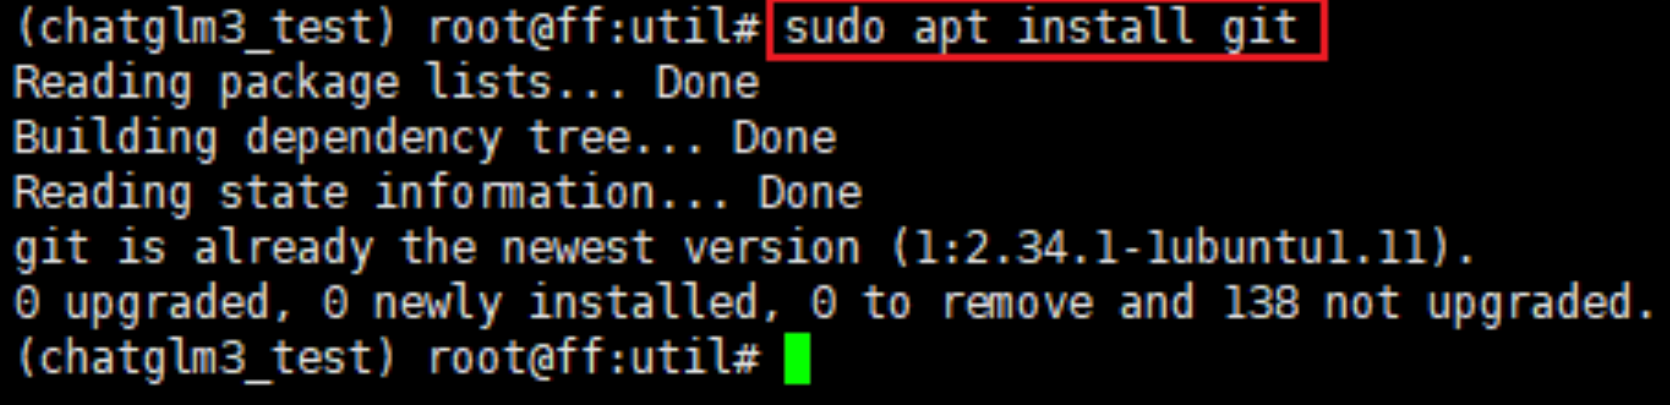 (chatglm3_test) root@ff:util# sudo apt install git
Reading package lists... Done
Building dependency tree... Done
Reading state information... Done
git is already the newest version (1:2.34.1-1ubuntu1.11).
0 upgraded, 0 newly installed, 0 to remove and 138 not upgraded.
(chatglm3_test) root@ff:util#